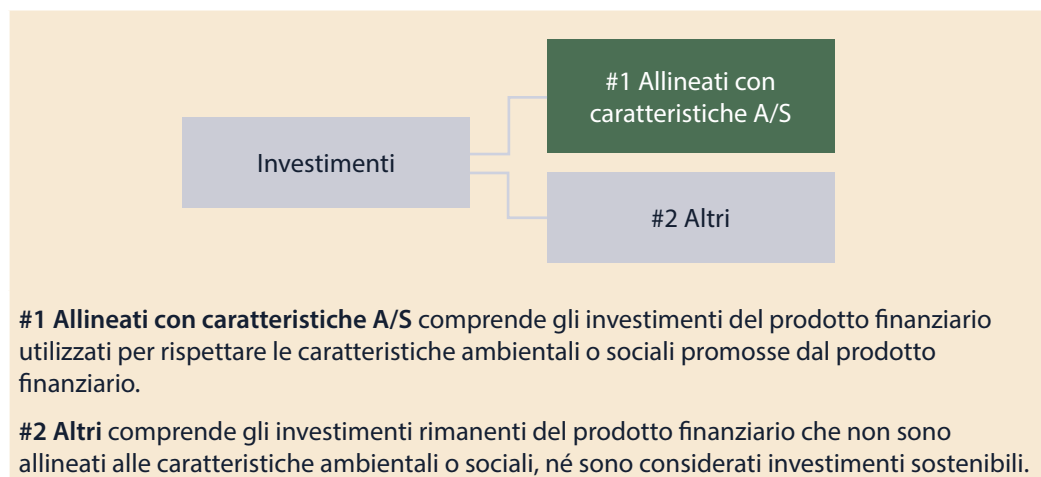 #1 Allineati con
caratteristiche A/S
Investimenti
#2 Altri
#1 Allineati con caratteristiche A/S comprende gli investimenti del prodotto finanziario
utilizzati per rispettare le caratteristiche ambientali o sociali promosse dal prodotto
finanziario.
#2 Altri comprende gli investimenti rimanenti del prodotto finanziario che non sono
allineati alle caratteristiche ambientali o sociali, né sono considerati investimenti sostenibili.